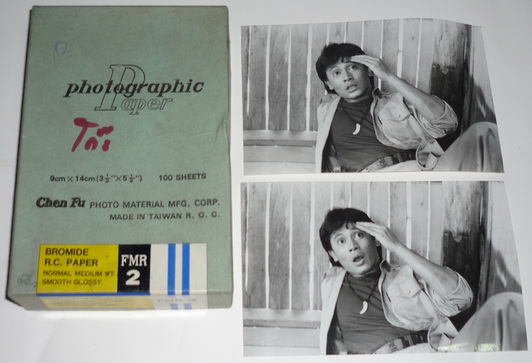 photographic
Paper
9cm × 14cm (3½"×5½") 100 SHEETS
Chen Fu PHOTO MATERIAL MFG. CORP.
MADE IN TAIWAN R. O. C.
BROMIDE
R.C. PAPER
NORMAL MEDIUM WT
SMOOTH GLOSSY.
FMR
2